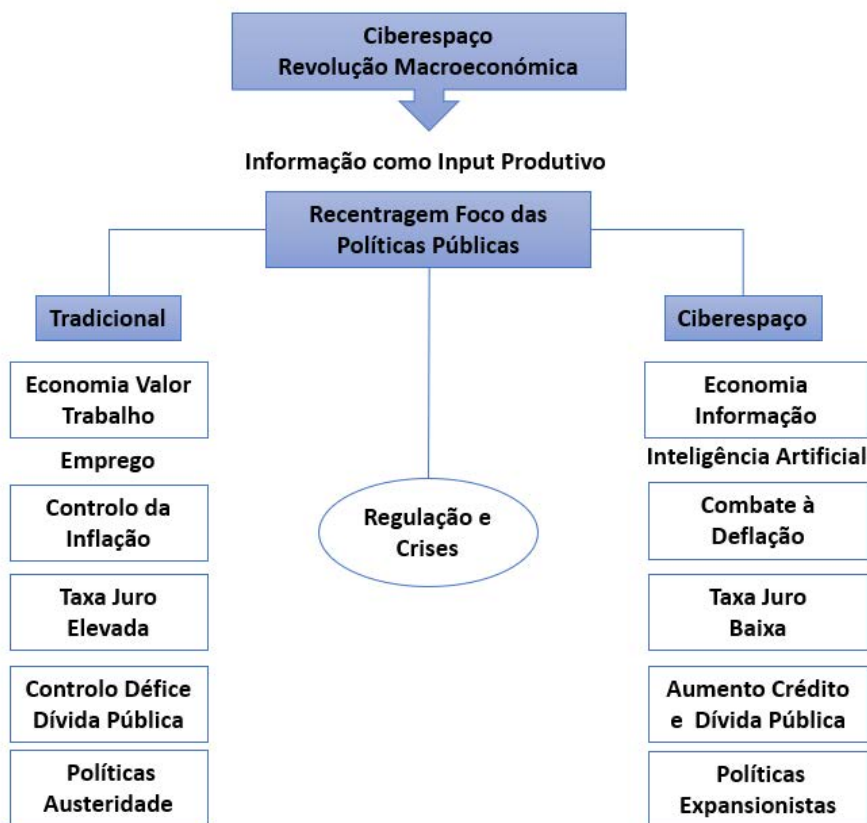 Ciberespaço
Revolução Macroeconómica
Informação como Input Produtivo
Recentragem Foco das
Políticas Públicas
Tradicional
Economia Valor
Trabalho
Emprego
Controlo da
Inflação
Taxa Juro
Elevada
Controlo Défice
Dívida Pública
Políticas
Austeridade
Regulação e
Crises
Ciberespaço
Economia
Informação
Inteligência Artificial
Combate à
Deflação
Taxa Juro
Baixa
Aumento Crédito
e Dívida Pública
Políticas
Expansionistas